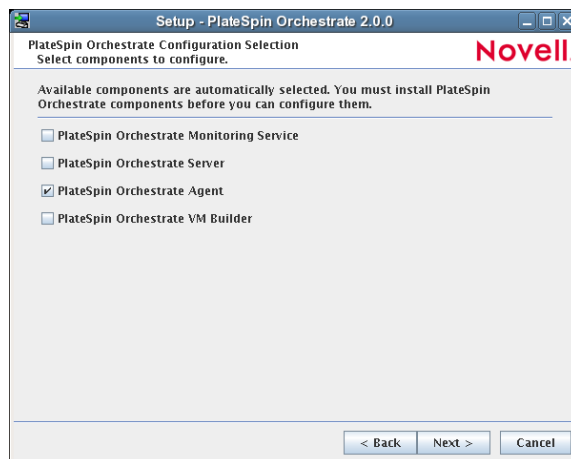 Setup - PlateSpin Orchestrate 2.0.0
PlateSpin Orchestrate Configuration Selection
Select components to configure.
Novell.
Available components are automatically selected. You must install PlateSpin
Orchestrate components before you can configure them.
PlateSpin Orchestrate Monitoring Service
PlateSpin Orchestrate Server
PlateSpin Orchestrate Agent
PlateSpin Orchestrate VM Builder
< Back Next > Cancel